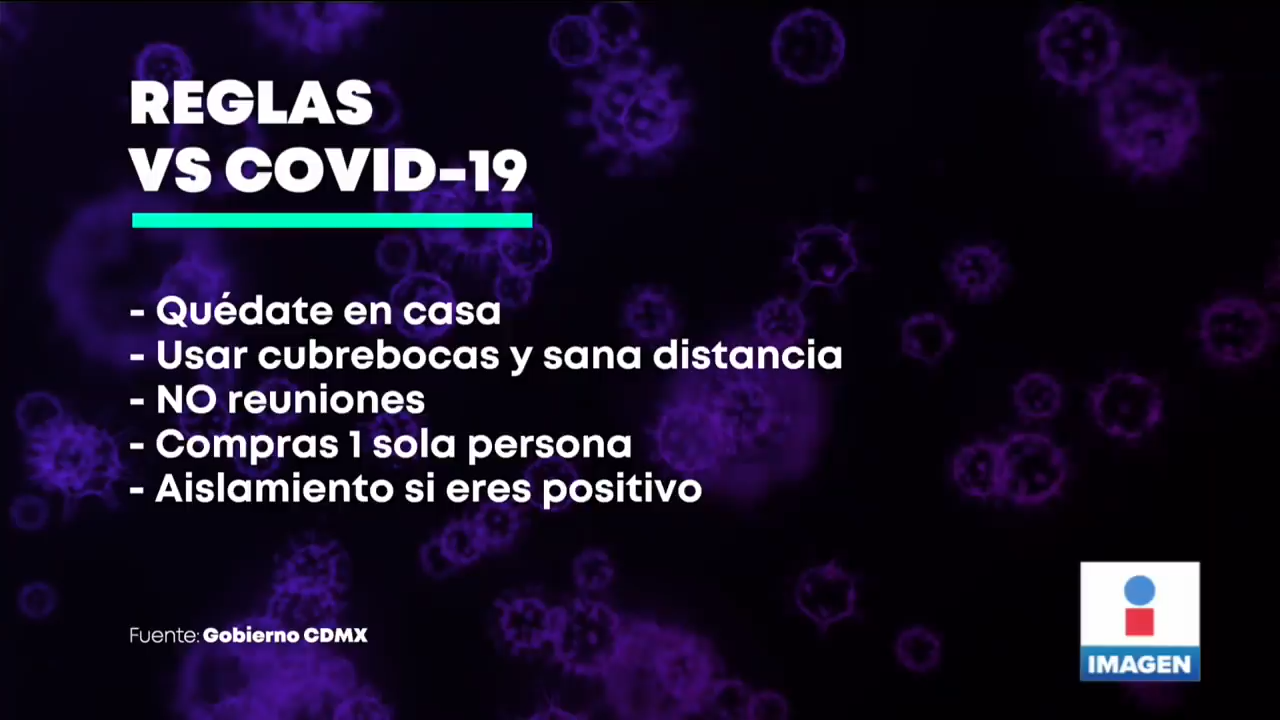 REGLAS
VS COVID-19
- Quédate en casa
- Usar cubrebocas y sana distancia
- NO reuniones
- Compras 1 sola persona
- Aislamiento si eres positivo
Fuente: Gobierno CDMX
IMAGEN